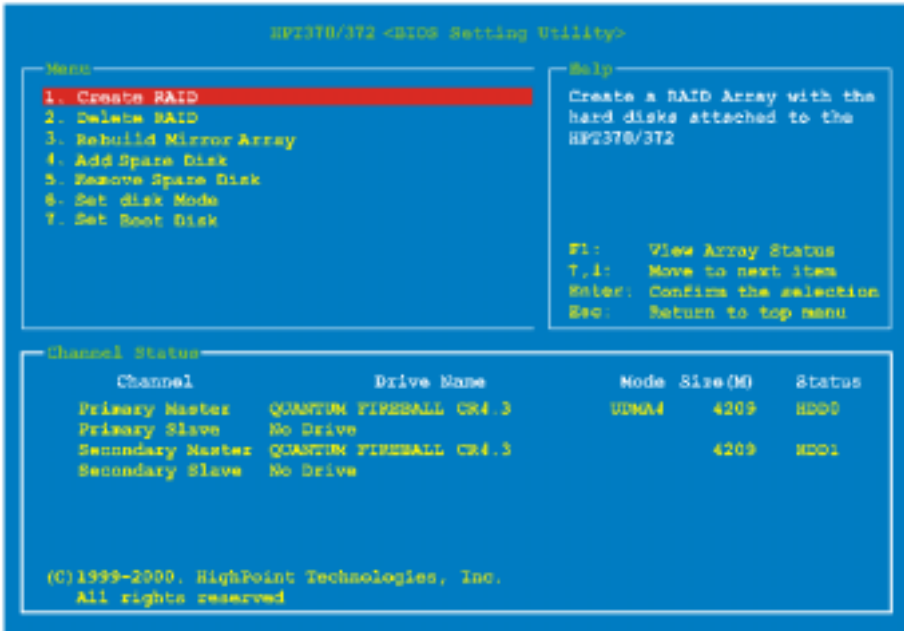 HPT370/372 <BIOS Setting Utility>
Menu
1. Create RAID
2. Delete RAID
3. Rebuild Mirror Array
4. Add Spare Disk
5. Remove Spare Disk
6. Set disk Mode
7. Set Boot Disk
Help
Create a RAID Array with the
hard disks attached to the
HPT370/372
F1: View Array Status
↑,↓: Move to next item
Enter: Confirm the selection
Esc: Return to top menu
Channel Status
Channel Drive Name Mode Size(M) Status
Primary Master QUANTUM FIREBALL CR4.3 UDMA4 4209 HDD0
Primary Slave No Drive
Secondary Master QUANTUM FIREBALL CR4.3 4209 HDD1
Secondary Slave No Drive
(C)1999-2000. HighPoint Technologies, Inc.
All rights reserved